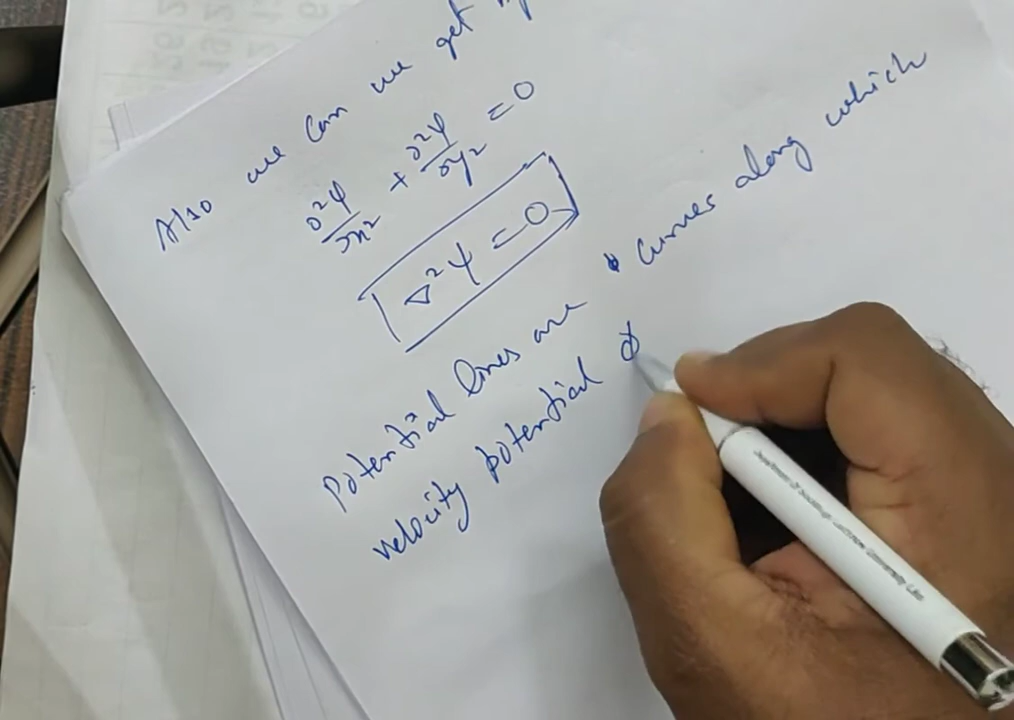 Also we can we get
∂²ψ/∂x² + ∂²ψ/∂y² = 0
∇²ψ = 0
Potential lines are curves along which
velocity potential ϕ